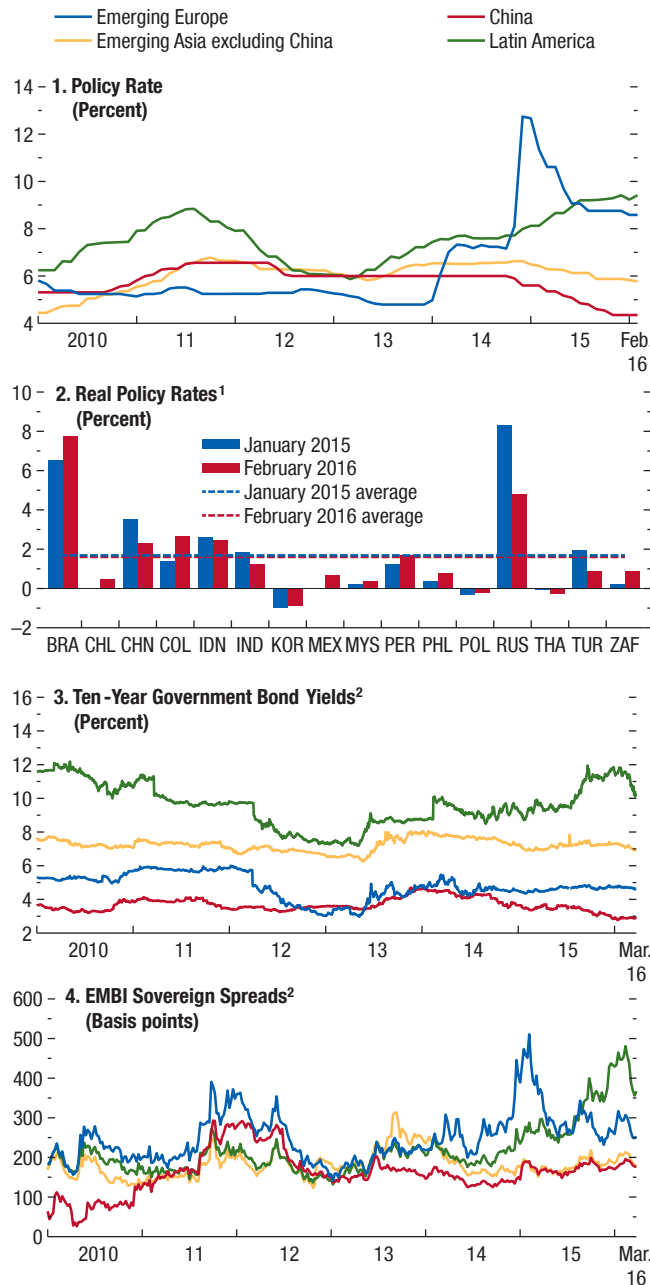 Emerging Europe
China
Emerging Asia excluding China
Latin America
1. Policy Rate
(Percent)
14
12
10
8
6
4
2010 11 12 13 14 15 Feb.
16
2. Real Policy Rates1
(Percent)
10
8
6
4
2
0
–2
January 2015
February 2016
January 2015 average
February 2016 average
BRA CHL CHN COL IDN IND KOR MEX MYS PER PHL POL RUS THA TUR ZAF
3. Ten-Year Government Bond Yields2
(Percent)
16
14
12
10
8
6
4
2
2010 11 12 13 14 15 Mar.
16
4. EMBI Sovereign Spreads2
(Basis points)
600
500
400
300
200
100
0
2010 11 12 13 14 15 Mar.
16